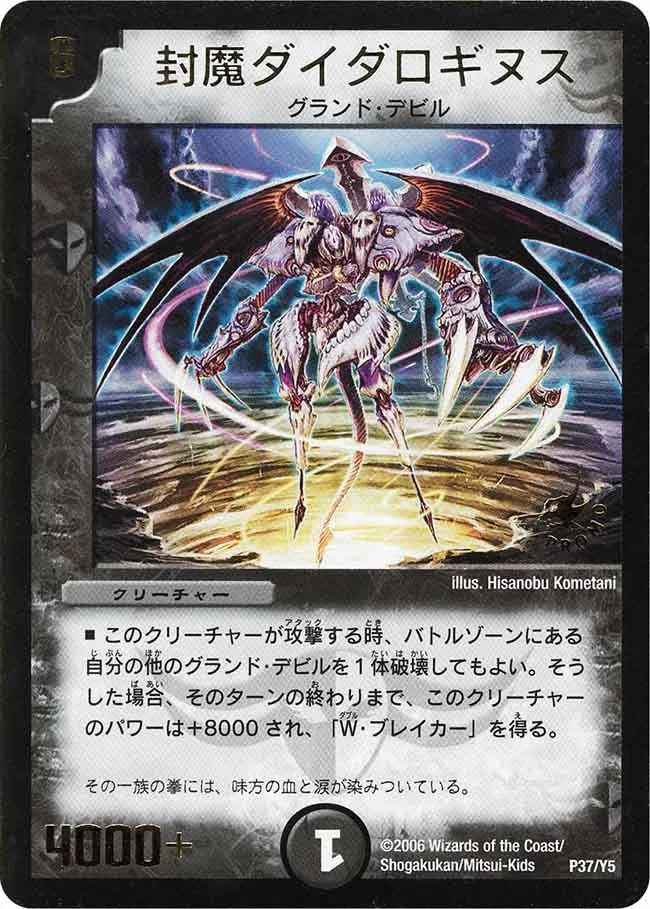 封魔ダイダロギヌス
グランド・デビル
PROMO
illus. Hisanobu Kometani
クリーチャー
■ このクリーチャーが攻撃する時、バトルゾーンにある
自分の他のグランド・デビルを1体破壊してもよい。そう
した場合、そのターンの終わりまで、このクリーチャー
のパワーは+8000され、「W・ブレイカー」を得る。
その一族の拳には、味方の血と涙が染みついている。
4000+
1
©2006 Wizards of the Coast/
Shogakukan/Mitsui-Kids
P37/Y5